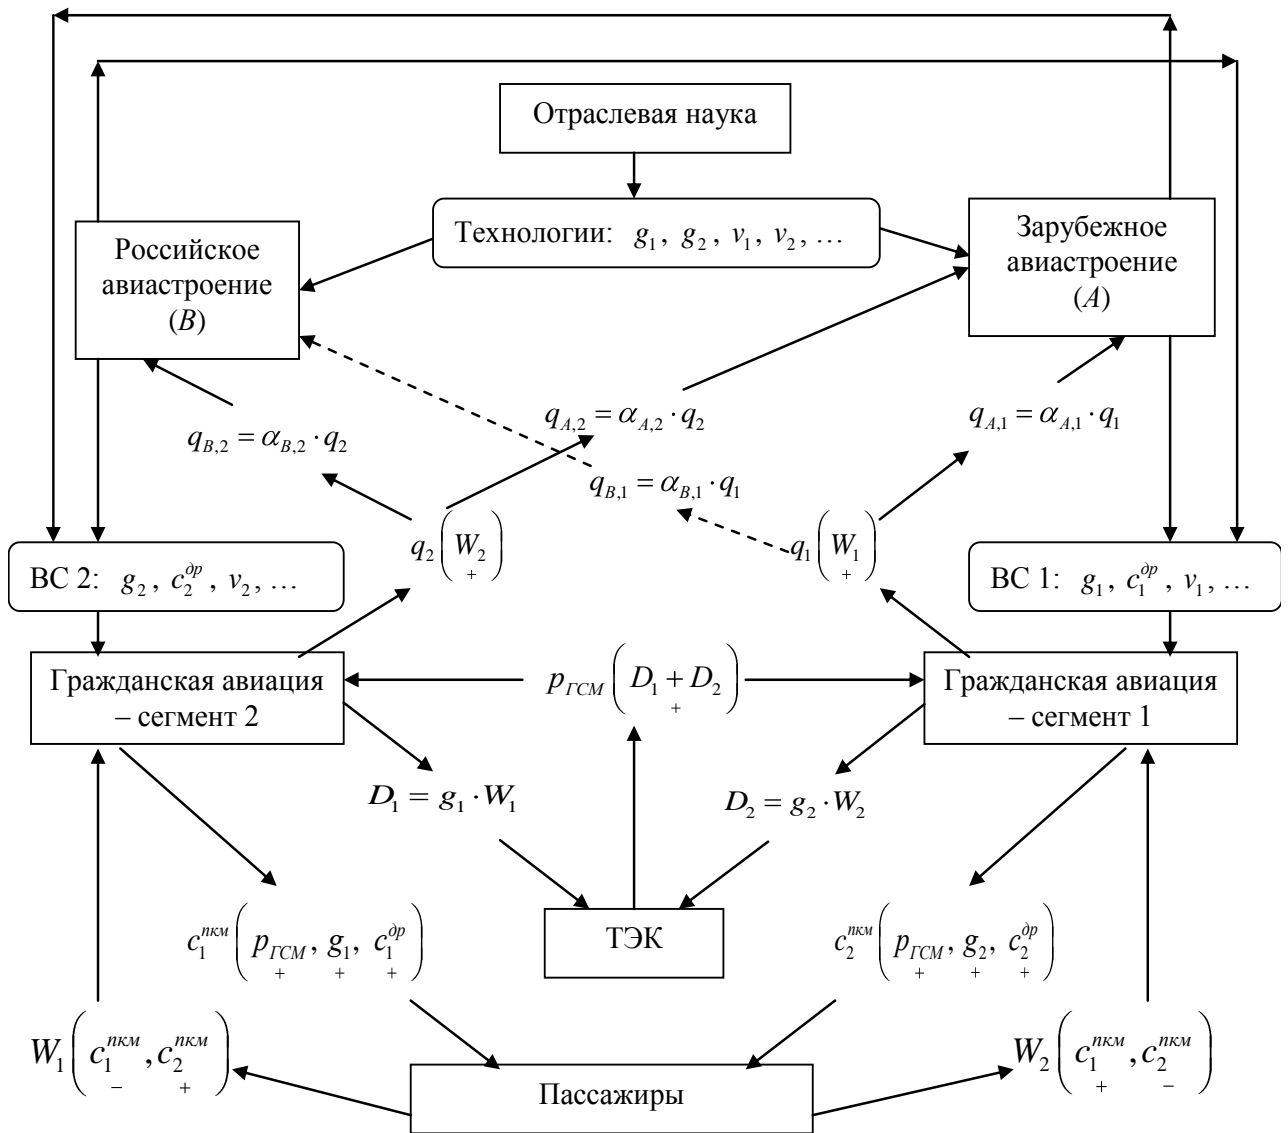 Отраслевая наука
Технологии: g₁, g₂, v₁, v₂, …
Российское
авиастроение
(B)
Зарубежное
авиастроение
(A)
q_{A,2} = α_{A,2} · q₂
q_{A,1} = α_{A,1} · q₁
q_{B,2} = α_{B,2} · q₂
q_{B,1} = α_{B,1} · q₁
q₂(W₂)
+
q₁(W₁)
+
ВС 2: g₂, c₂^{др}, v₂, …
ВС 1: g₁, c₁^{др}, v₁, …
Гражданская авиация
– сегмент 2
p_{ГСМ}(D₁ + D₂)
+
Гражданская авиация
– сегмент 1
D₁ = g₁ · W₁
D₂ = g₂ · W₂
c₁^{пкм}(p_{ГСМ}, g₁, c₁^{др})
+ + +
ТЭК
c₂^{пкм}(p_{ГСМ}, g₂, c₂^{др})
+ + +
W₁(c₁^{пкм}, c₂^{пкм})
− +
W₂(c₁^{пкм}, c₂^{пкм})
+ −
Пассажиры